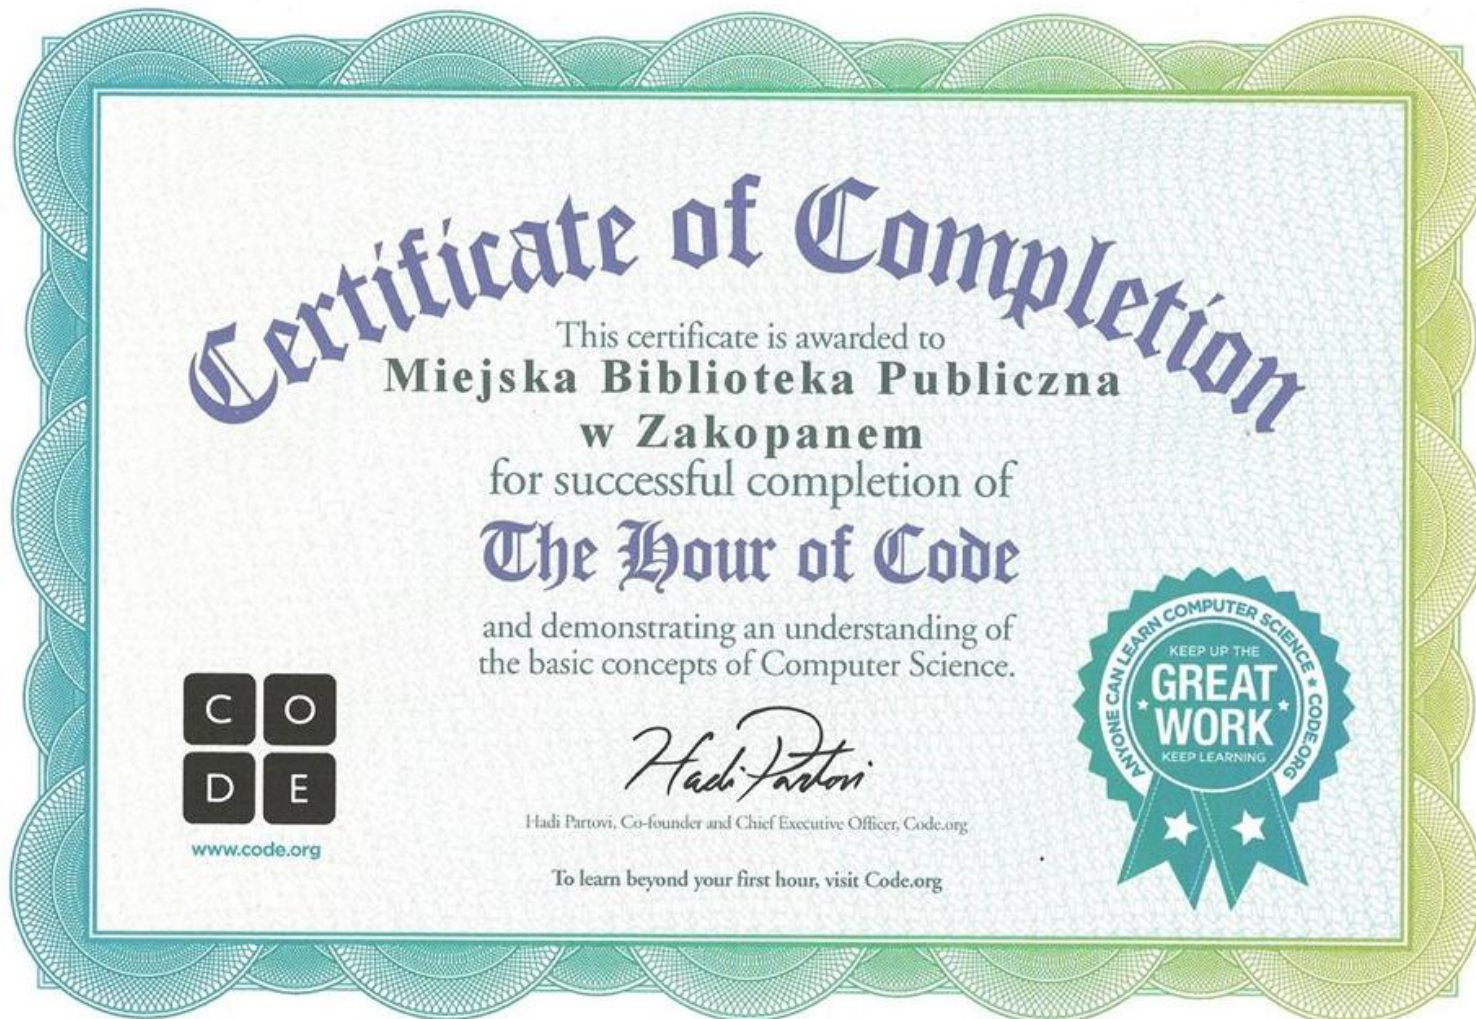 Certificate of Completion
This certificate is awarded to
Miejska Biblioteka Publiczna
w Zakopanem
for successful completion of
The Hour of Code
and demonstrating an understanding of
the basic concepts of Computer Science.
C O
D E
www.code.org
Hadi Partovi
Hadi Partovi, Co-founder and Chief Executive Officer, Code.org
To learn beyond your first hour, visit Code.org
ANYONE CAN LEARN COMPUTER SCIENCE ★ CODE.ORG
KEEP UP THE
GREAT
WORK
KEEP LEARNING